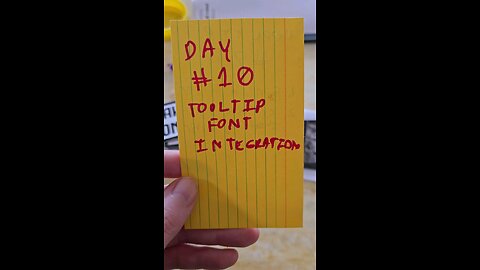 DAY
#10
TOOLTIP
FONT
INTEGRATION